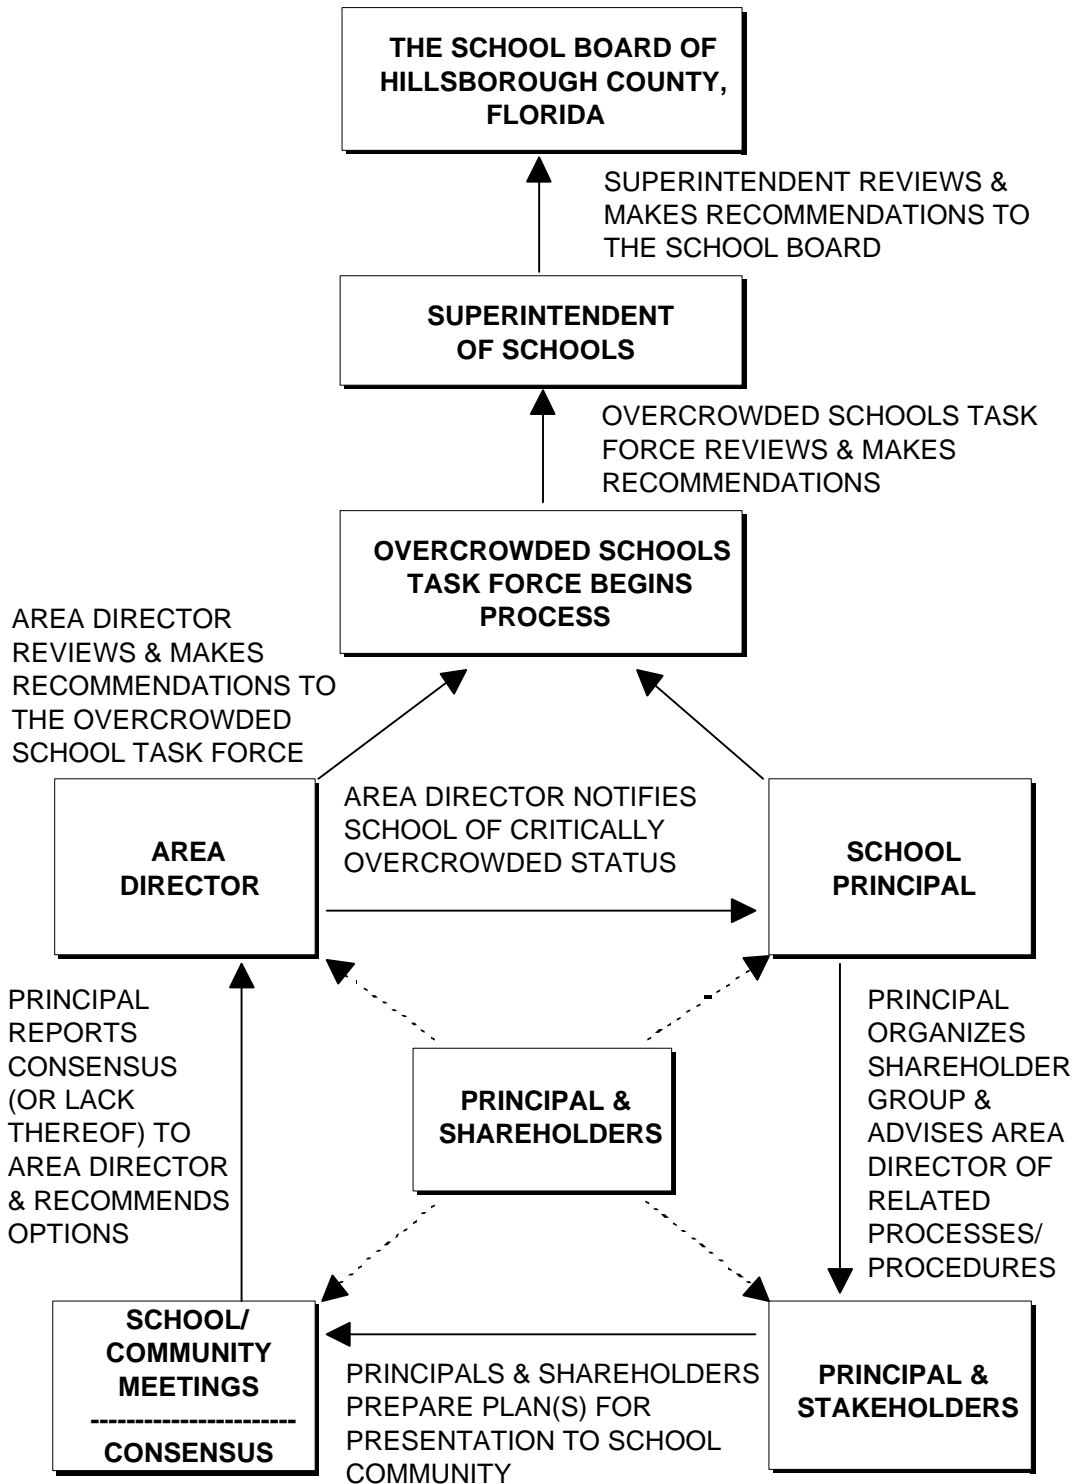 THE SCHOOL BOARD OF
HILLSBOROUGH COUNTY,
FLORIDA
SUPERINTENDENT REVIEWS &
MAKES RECOMMENDATIONS TO
THE SCHOOL BOARD
SUPERINTENDENT
OF SCHOOLS
OVERCROWDED SCHOOLS TASK
FORCE REVIEWS & MAKES
RECOMMENDATIONS
OVERCROWDED SCHOOLS
TASK FORCE BEGINS
PROCESS
AREA DIRECTOR
REVIEWS & MAKES
RECOMMENDATIONS TO
THE OVERCROWDED
SCHOOL TASK FORCE
AREA DIRECTOR NOTIFIES
SCHOOL OF CRITICALLY
OVERCROWDED STATUS
AREA
DIRECTOR
SCHOOL
PRINCIPAL
PRINCIPAL
REPORTS
CONSENSUS
(OR LACK
THEREOF) TO
AREA DIRECTOR
& RECOMMENDS
OPTIONS
PRINCIPAL &
SHAREHOLDERS
PRINCIPAL
ORGANIZES
SHAREHOLDER
GROUP &
ADVISES AREA
DIRECTOR OF
RELATED
PROCESSES/
PROCEDURES
SCHOOL/
COMMUNITY
MEETINGS
-----------------------
CONSENSUS
PRINCIPALS & SHAREHOLDERS
PREPARE PLAN(S) FOR
PRESENTATION TO SCHOOL
COMMUNITY
PRINCIPAL &
STAKEHOLDERS